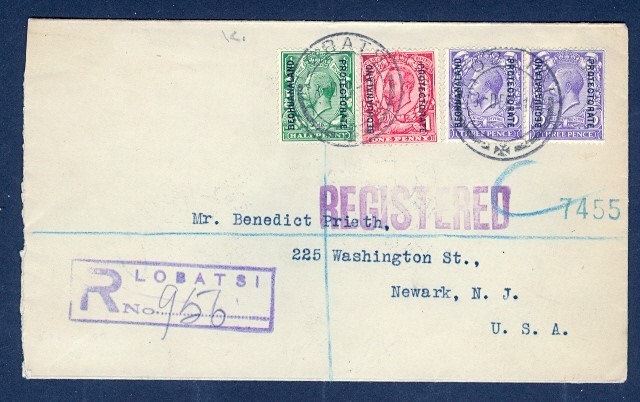 BECHUANALAND PROTECTORATE
HALFPENNY
BECHUANALAND PROTECTORATE
ONE PENNY
BECHUANALAND PROTECTORATE
THREE PENCE
BECHUANALAND PROTECTORATE
THREE PENCE
REGISTERED
7455
Mr. Benedict Prieth,
225 Washington St.,
Newark, N. J.
U. S. A.
LOBATSI
R No. 956